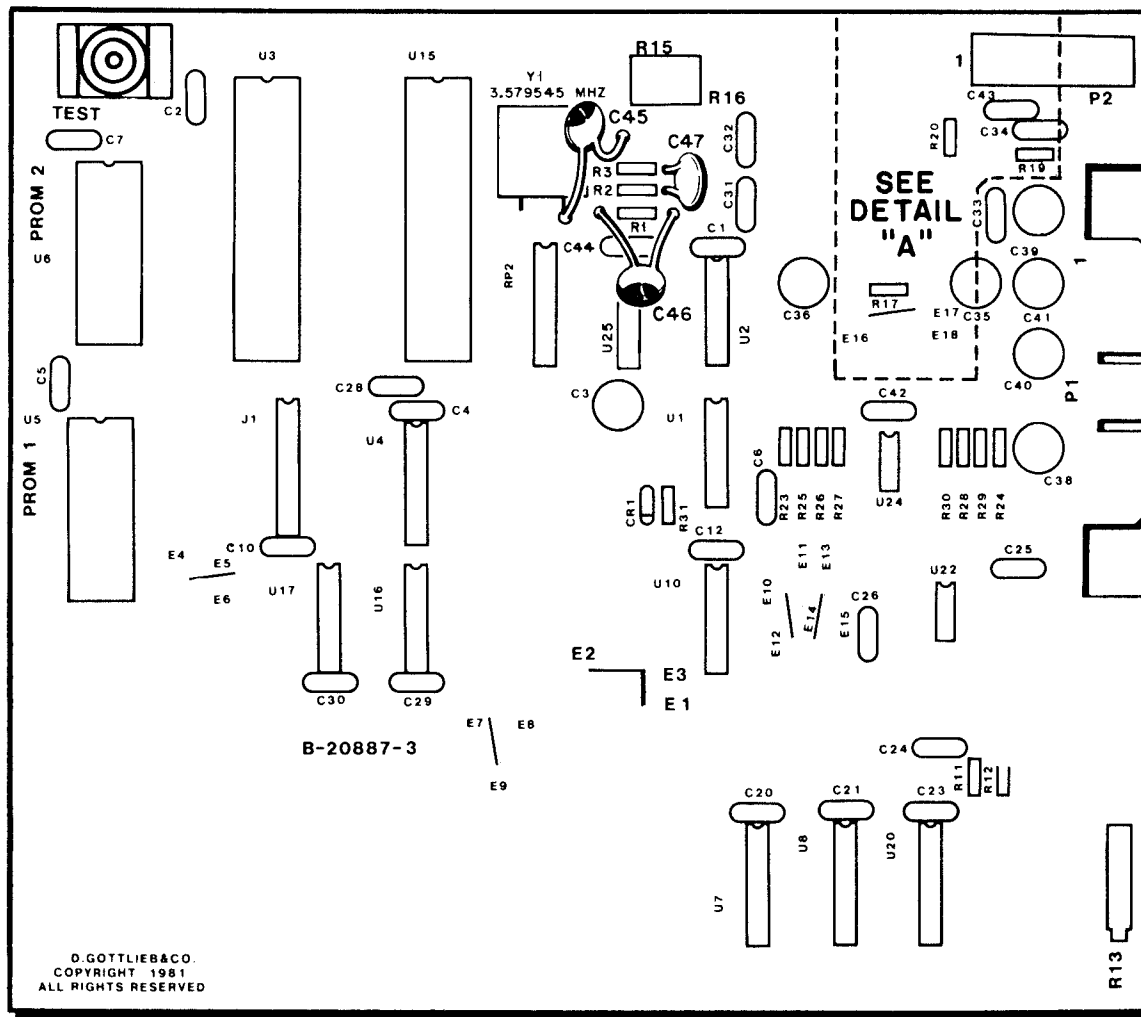 U3
U15
R15
1
Y1
3.579545 MHZ
TEST
C2
C45
R16
P2
C43
C7
C47
C32
R20
C34
PROM 2
R3
R2
R1
C31
SEE
DETAIL
"A"
R19
C33
U6
C44
C1
C39
1
RP2
C46
U25
U2
C36
R17
E17
C35
C41
E16
E18
C5
C28
C3
C40
P1
U5
J1
U4
C4
U1
C42
PROM 1
C6
R23
R25
R26
R27
U24
R30
R28
R29
R24
C38
CR1
R31
C12
C10
E4
E5
E6
U17
U16
U10
E11
E13
E10
E12
E14
E15
C26
U22
C25
E2
E3
E1
C30
C29
E7
E8
E9
B-20887-3
C24
R11
R12
C20
C21
C23
U7
U8
U20
R13
D.GOTTLIEB&CO.
COPYRIGHT 1981
ALL RIGHTS RESERVED